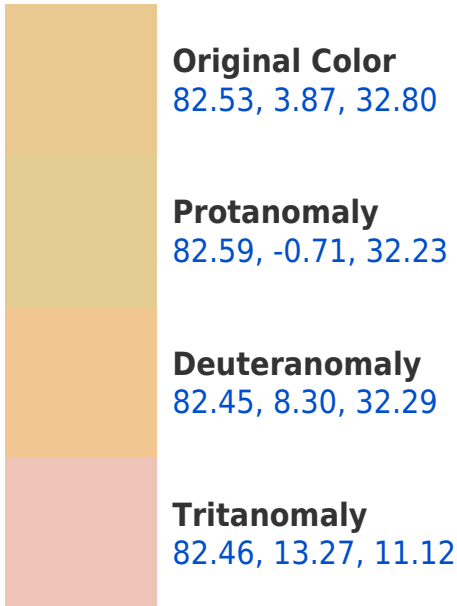 Original Color
82.53, 3.87, 32.80
Protanomaly
82.59, -0.71, 32.23
Deuteranomaly
82.45, 8.30, 32.29
Tritanomaly
82.46, 13.27, 11.12